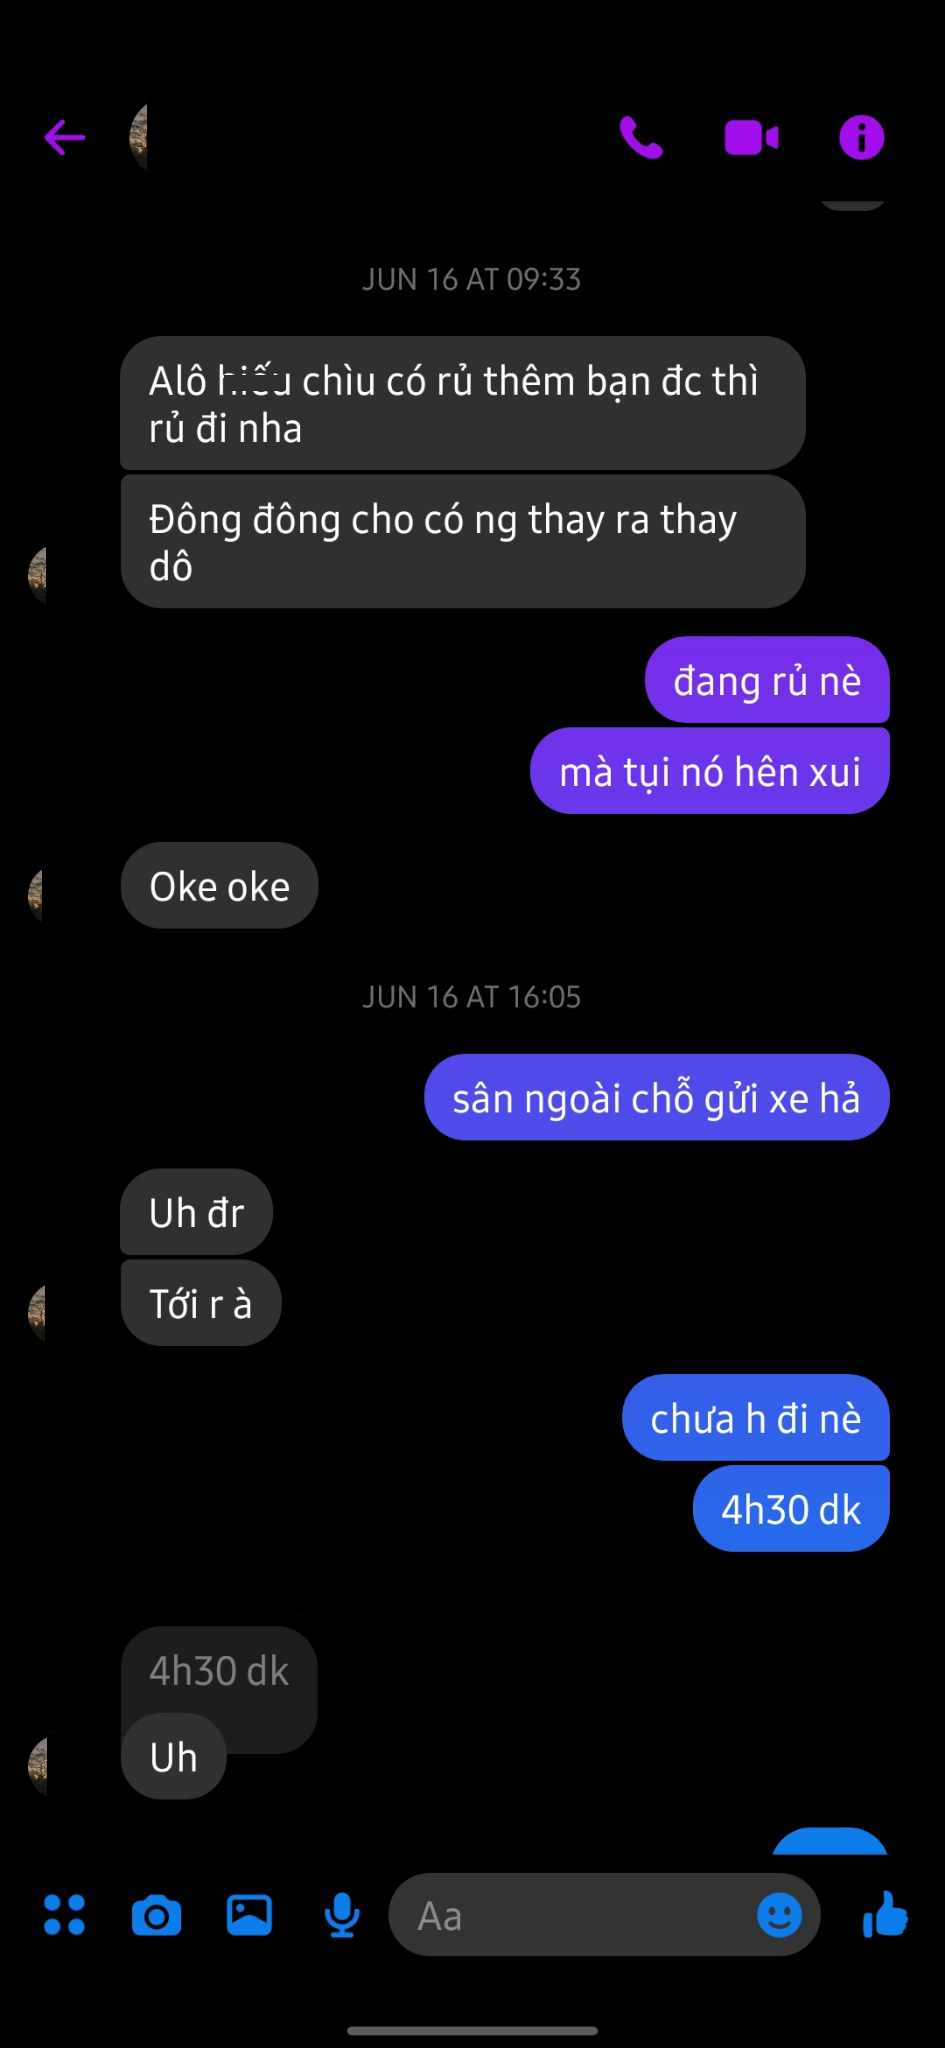 JUN 16 AT 09:33
Alô hiếu chìu có rủ thêm bạn đc thì
rủ đi nha
Đông đông cho có ng thay ra thay
dô
đang rủ nè
mà tụi nó hên xui
Oke oke
JUN 16 AT 16:05
sân ngoài chỗ gửi xe hả
Uh đr
Tới r à
chưa h đi nè
4h30 dk
4h30 dk
Uh
Aa